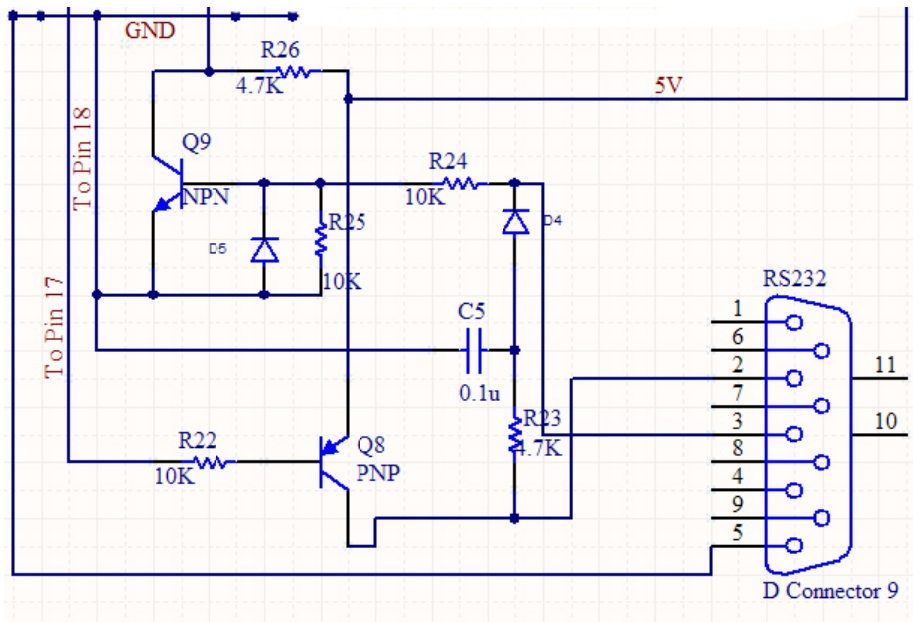 GND
R26
4.7K
5V
To Pin 18
Q9
NPN
R24
10K
D4
R25
10K
D5
To Pin 17
C5
0.1u
RS232
1
6
2
7
3
8
4
9
5
11
10
R23
4.7K
R22
10K
Q8
PNP
D Connector 9